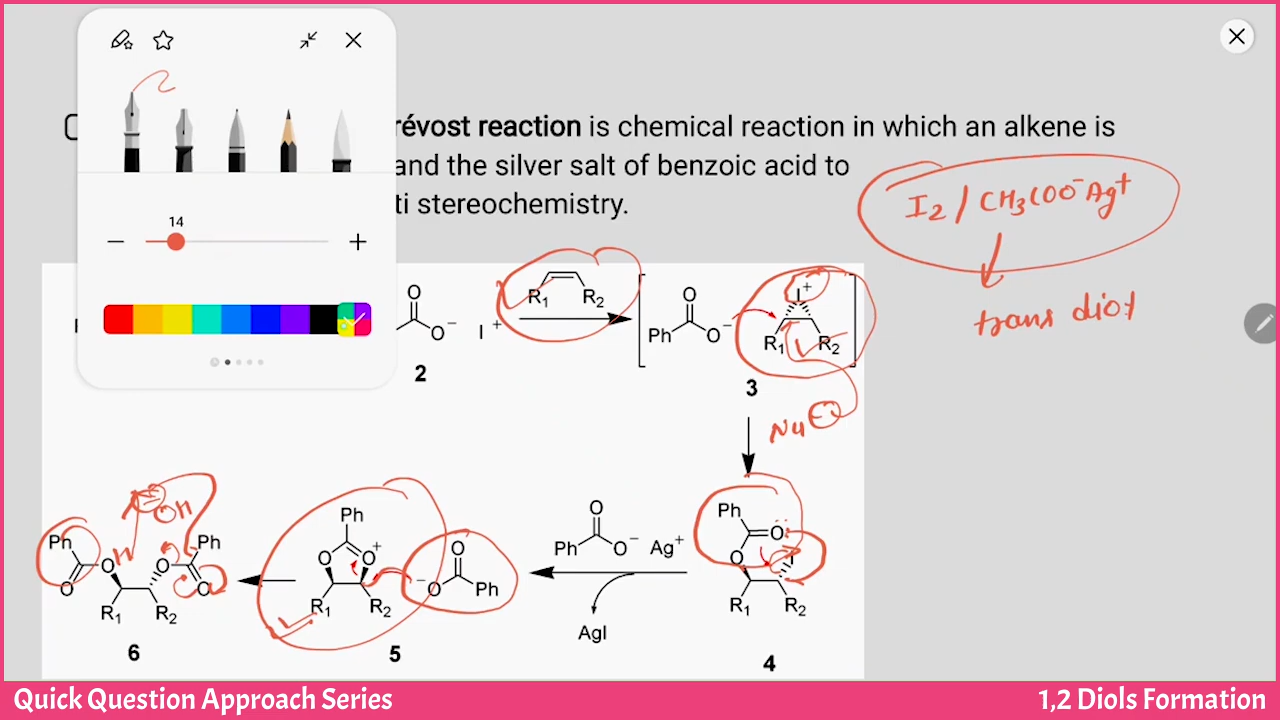 révost reaction is chemical reaction in which an alkene is
and the silver salt of benzoic acid to
ti stereochemistry.
I2 / CH3COO⁻Ag⁺
trans diol
14
O
O⁻
I⁺
2
R1
R2
O
Ph
O⁻
I⁺
R1
R2
3
Nu⊖
⊖OH
Ph
O
O
H
O
O
Ph
R1
R2
6
Ph
O
O⁺
R1
R2
5
⁻O
O
Ph
O
Ph
O⁻
Ag⁺
AgI
Ph
O
O
I
R1
R2
4
Quick Question Approach Series
1,2 Diols Formation